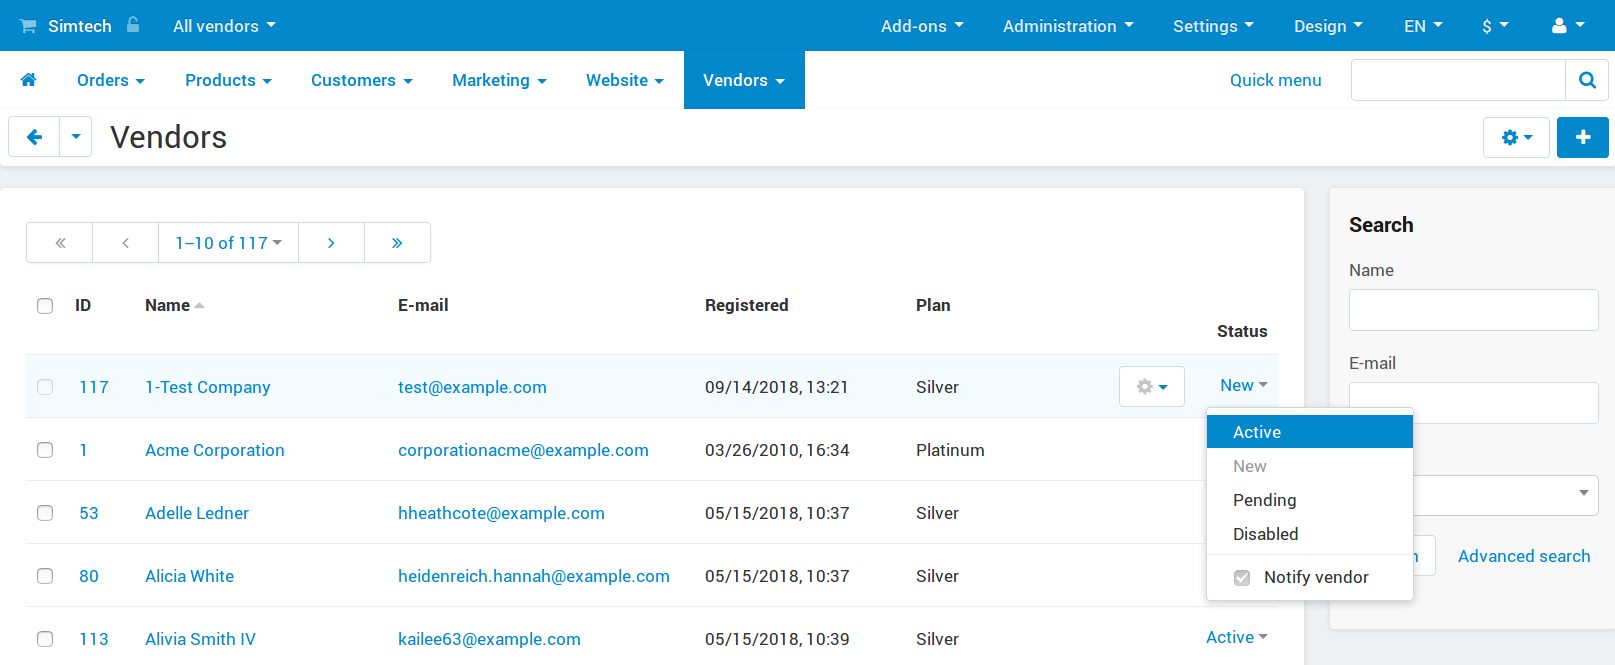 Simtech All vendors Add-ons Administration Settings Design EN $
Orders Products Customers Marketing Website Vendors Quick menu
Vendors
« ‹ 1–10 of 117 › »
Search
Name
ID Name E-mail Registered Plan
Status
E-mail
117 1-Test Company test@example.com 09/14/2018, 13:21 Silver New
Active
1 Acme Corporation corporationacme@example.com 03/26/2010, 16:34 Platinum
New
Pending
53 Adelle Ledner hheathcote@example.com 05/15/2018, 10:37 Silver
Disabled
Advanced search
80 Alicia White heidenreich.hannah@example.com 05/15/2018, 10:37 Silver
Notify vendor
113 Alivia Smith IV kailee63@example.com 05/15/2018, 10:39 Silver Active